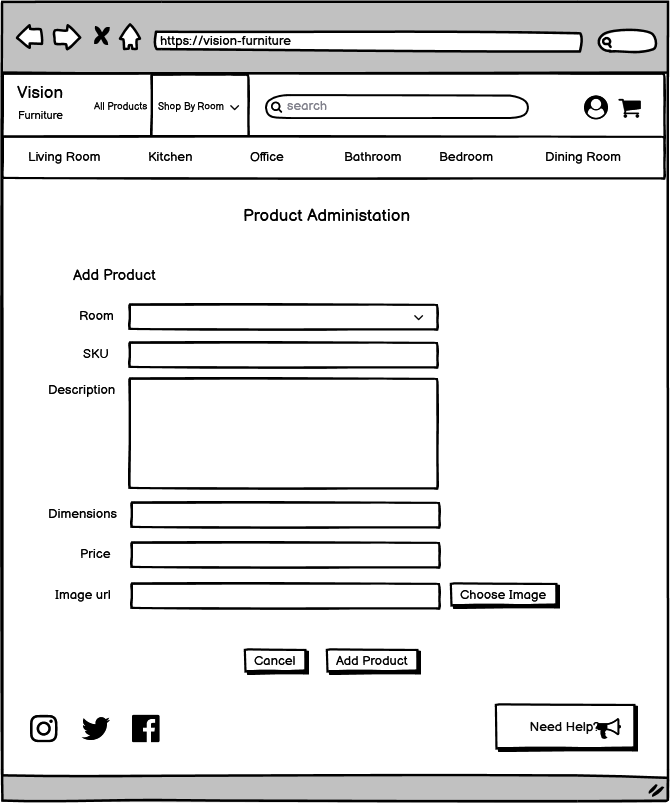 https://vision-furniture
Vision
Furniture
All Products
Shop By Room
search
Living Room
Kitchen
Office
Bathroom
Bedroom
Dining Room
Product Administation
Add Product
Room
SKU
Description
Dimensions
Price
Image url
Choose Image
Cancel
Add Product
Need Help?